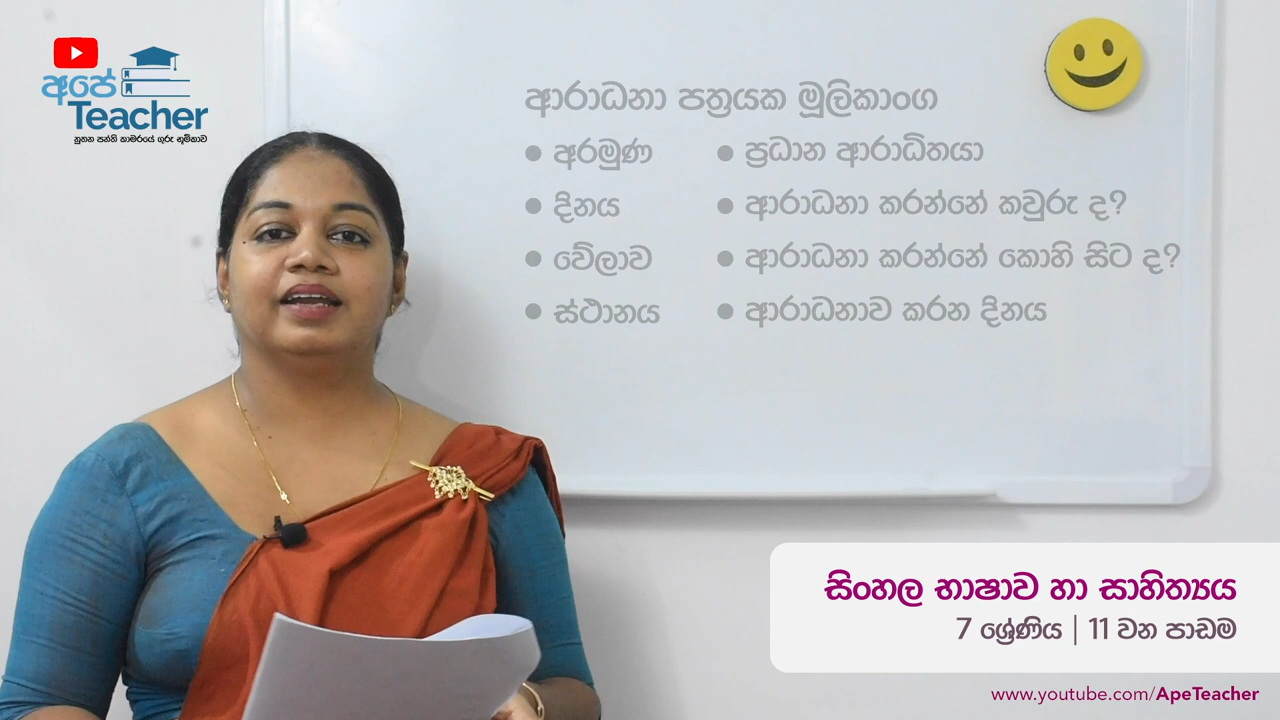 අපේ
Teacher
නූතන පන්ති කාමරයේ ගුරු භූමිකාව
ආරාධනා පත්‍රයක මූලිකාංග
අරමුණ
දිනය
වේලාව
ස්ථානය
ප්‍රධාන ආරාධිතයා
ආරාධනා කරන්නේ කවුරු ද?
ආරාධනා කරන්නේ කොහි සිට ද?
ආරාධනාව කරන දිනය
සිංහල භාෂාව හා සාහිත්‍යය
7 ශ්‍රේණිය | 11 වන පාඩම
www.youtube.com/ApeTeacher